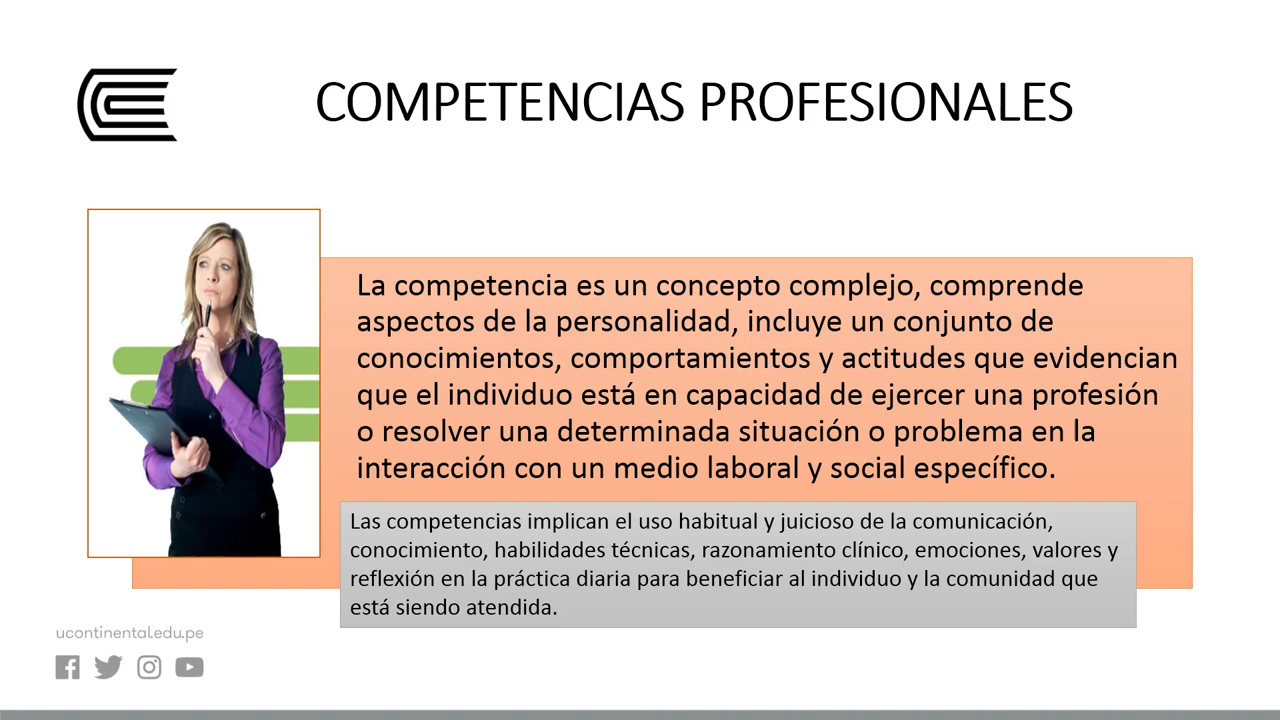 COMPETENCIAS PROFESIONALES
La competencia es un concepto complejo, comprende
aspectos de la personalidad, incluye un conjunto de
conocimientos, comportamientos y actitudes que evidencian
que el individuo está en capacidad de ejercer una profesión
o resolver una determinada situación o problema en la
interacción con un medio laboral y social específico.
Las competencias implican el uso habitual y juicioso de la comunicación,
conocimiento, habilidades técnicas, razonamiento clínico, emociones, valores y
reflexión en la práctica diaria para beneficiar al individuo y la comunidad que
está siendo atendida.
ucontinental.edu.pe